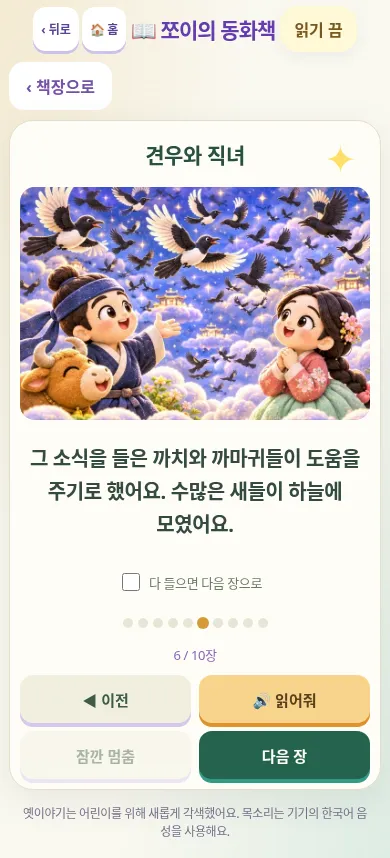 ‹ 뒤로
🏠 홈
📖 쪼이의 동화책
읽기 끔
‹ 책장으로
견우와 직녀
그 소식을 들은 까치와 까마귀들이 도움을
주기로 했어요. 수많은 새들이 하늘에
모였어요.
다 들으면 다음 장으로
6 / 10장
◀ 이전
🔊 읽어줘
잠깐 멈춤
다음 장
옛이야기는 어린이를 위해 새롭게 각색했어요. 목소리는 기기의 한국어 음
성을 사용해요.